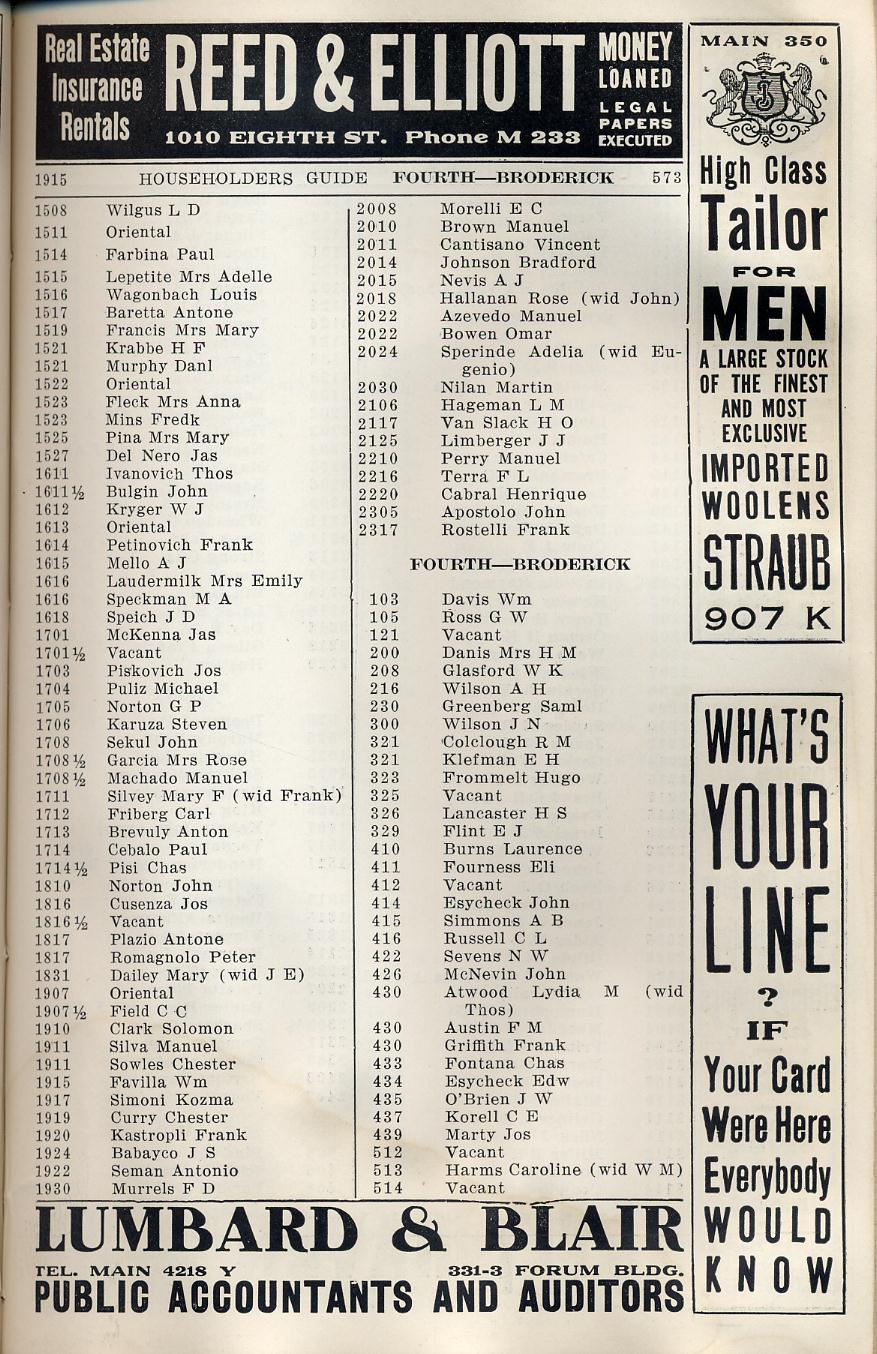 Real Estate
Insurance
Rentals
REED & ELLIOTT
1010 EIGHTH ST. Phone M 233
MONEY
LOANED
LEGAL
PAPERS
EXECUTED
1915 HOUSEHOLDERS GUIDE FOURTH—BRODERICK 573
1508 Wilgus L D
1511 Oriental
1514 Farbina Paul
1515 Lepetite Mrs Adelle
1516 Wagonbach Louis
1517 Baretta Antone
1519 Francis Mrs Mary
1521 Krabbe H F
1521 Murphy Danl
1522 Oriental
1523 Fleck Mrs Anna
1523 Mins Fredk
1525 Pina Mrs Mary
1527 Del Nero Jas
1611 Ivanovich Thos
1611½ Bulgin John
1612 Kryger W J
1613 Oriental
1614 Petinovich Frank
1615 Mello A J
1616 Laudermilk Mrs Emily
1616 Speckman M A
1618 Speich J D
1701 McKenna Jas
1701½ Vacant
1703 Piskovich Jos
1704 Puliz Michael
1705 Norton G P
1706 Karuza Steven
1708 Sekul John
1708½ Garcia Mrs Rose
1708½ Machado Manuel
1711 Silvey Mary F (wid Frank)
1712 Friberg Carl
1713 Brevuly Anton
1714 Cebalo Paul
1714½ Pisi Chas
1810 Norton John
1816 Cusenza Jos
1816½ Vacant
1817 Plazio Antone
1817 Romagnolo Peter
1831 Dailey Mary (wid J E)
1907 Oriental
1907½ Field C C
1910 Clark Solomon
1911 Silva Manuel
1911 Sowles Chester
1915 Favilla Wm
1917 Simoni Kozma
1919 Curry Chester
1920 Kastropli Frank
1924 Babayco J S
1922 Seman Antonio
1930 Murrels F D
2008 Morelli E C
2010 Brown Manuel
2011 Cantisano Vincent
2014 Johnson Bradford
2015 Nevis A J
2018 Hallanan Rose (wid John)
2022 Azevedo Manuel
2022 Bowen Omar
2024 Sperinde Adelia (wid Eu-
genio)
2030 Nilan Martin
2106 Hageman L M
2117 Van Slack H O
2125 Limberger J J
2210 Perry Manuel
2216 Terra F L
2220 Cabral Henrique
2305 Apostolo John
2317 Rostelli Frank
FOURTH—BRODERICK
103 Davis Wm
105 Ross G W
121 Vacant
200 Danis Mrs H M
208 Glasford W K
216 Wilson A H
230 Greenberg Saml
300 Wilson J N
321 Colclough R M
321 Klefman E H
323 Frommelt Hugo
325 Vacant
326 Lancaster H S
329 Flint E J
410 Burns Laurence
411 Fourness Eli
412 Vacant
414 Esycheck John
415 Simmons A B
416 Russell C L
422 Sevens N W
426 McNevin John
430 Atwood Lydia M (wid
Thos)
430 Austin F M
430 Griffith Frank
433 Fontana Chas
434 Esycheck Edw
435 O'Brien J W
437 Korell C E
439 Marty Jos
512 Vacant
513 Harms Caroline (wid W M)
514 Vacant
LUMBARD & BLAIR
TEL. MAIN 4218 Y 331-3 FORUM BLDG.
PUBLIC ACCOUNTANTS AND AUDITORS
MAIN 350
High Class
Tailor
FOR
MEN
A LARGE STOCK
OF THE FINEST
AND MOST
EXCLUSIVE
IMPORTED
WOOLENS
STRAUB
907 K
WHAT'S
YOUR
LINE
?
IF
Your Card
Were Here
Everybody
WOULD
KNOW